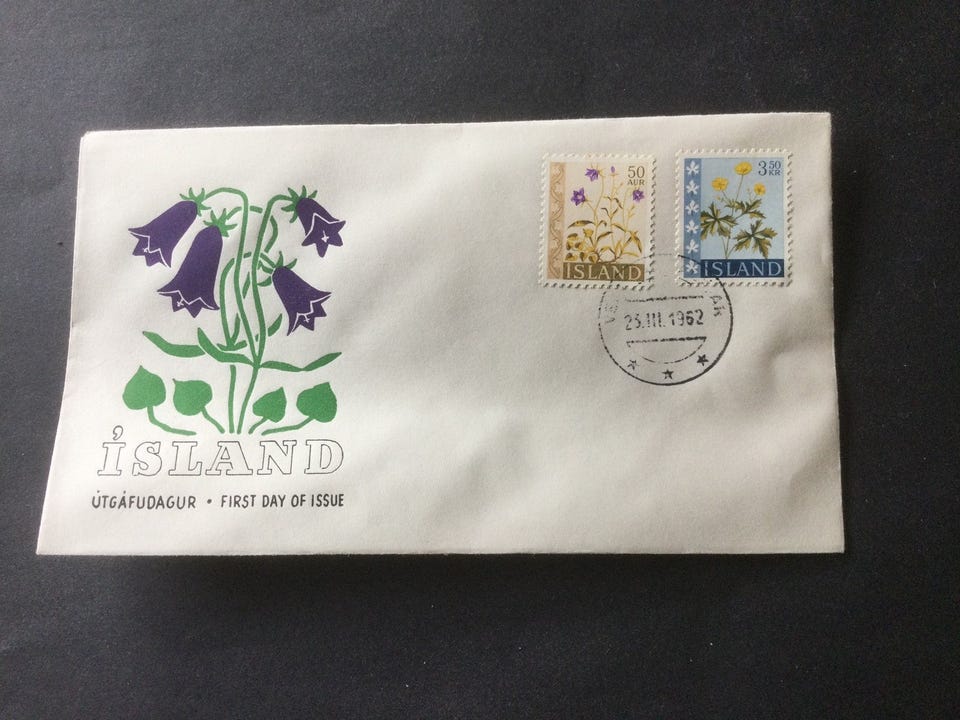 50
AUR
ÍSLAND
3 50
KR
ÍSLAND
23.III.1962
ÍSLAND
ÚTGÁFUDAGUR • FIRST DAY OF ISSUE